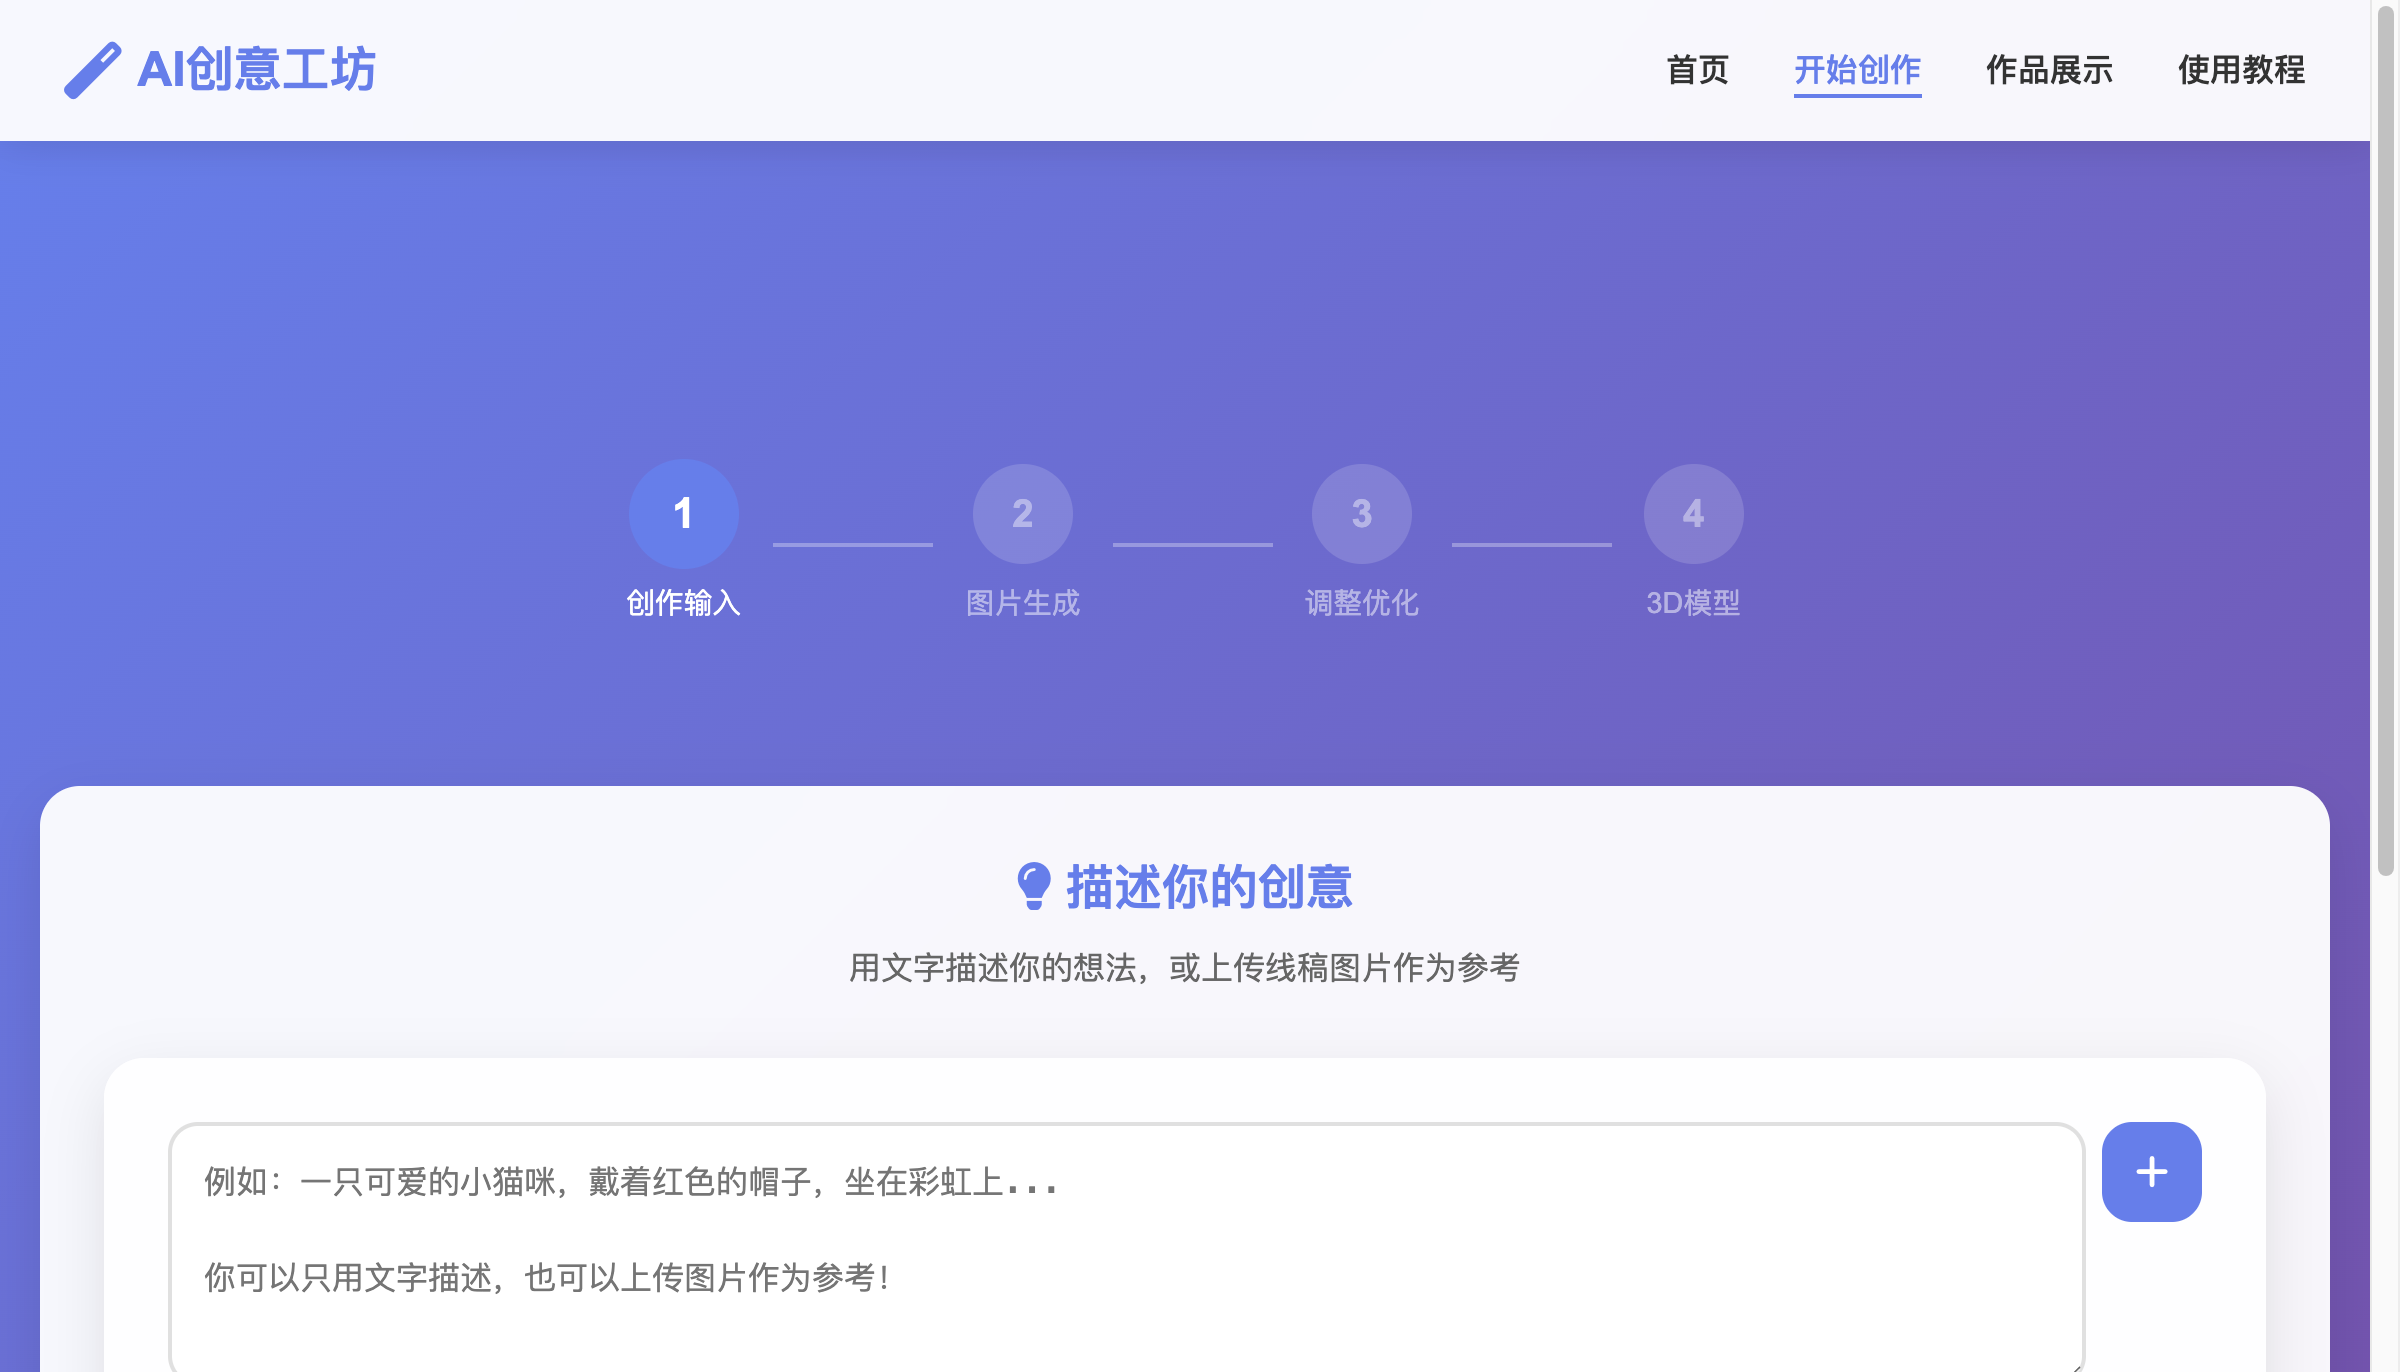 AI创意工坊
首页
开始创作
作品展示
使用教程
1
2
3
4
创作输入
图片生成
调整优化
3D模型
描述你的创意
用文字描述你的想法，或上传线稿图片作为参考
例如：一只可爱的小猫咪，戴着红色的帽子，坐在彩虹上...
你可以只用文字描述，也可以上传图片作为参考！